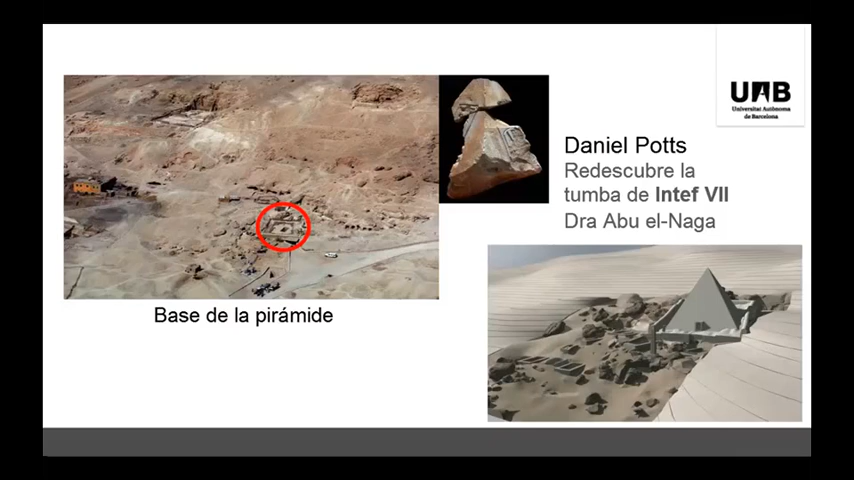 UAB
Universitat Autònoma
de Barcelona
Daniel Potts
Redescubre la
tumba de Intef VII
Dra Abu el-Naga
Base de la pirámide